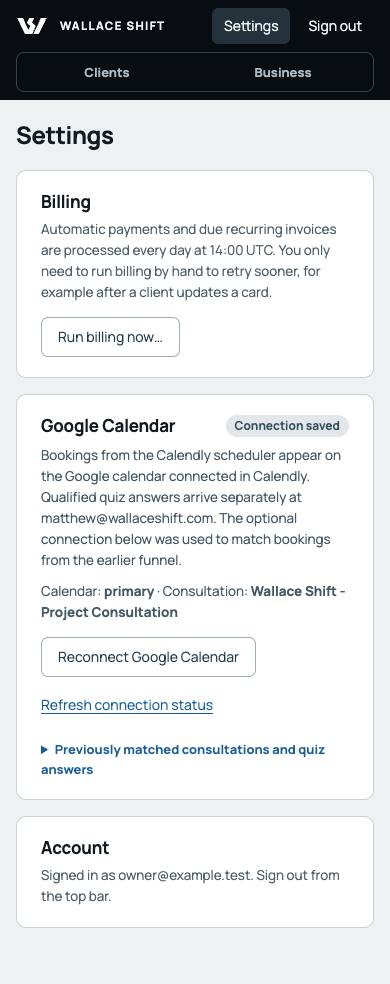 WALLACE SHIFT
Settings
Sign out
Clients
Business
Settings
Billing
Automatic payments and due recurring invoices
are processed every day at 14:00 UTC. You only
need to run billing by hand to retry sooner, for
example after a client updates a card.
Run billing now…
Google Calendar
Connection saved
Bookings from the Calendly scheduler appear on
the Google calendar connected in Calendly.
Qualified quiz answers arrive separately at
matthew@wallaceshift.com. The optional
connection below was used to match bookings
from the earlier funnel.
Calendar: primary · Consultation: Wallace Shift -
Project Consultation
Reconnect Google Calendar
Refresh connection status
Previously matched consultations and quiz
answers
Account
Signed in as owner@example.test. Sign out from
the top bar.